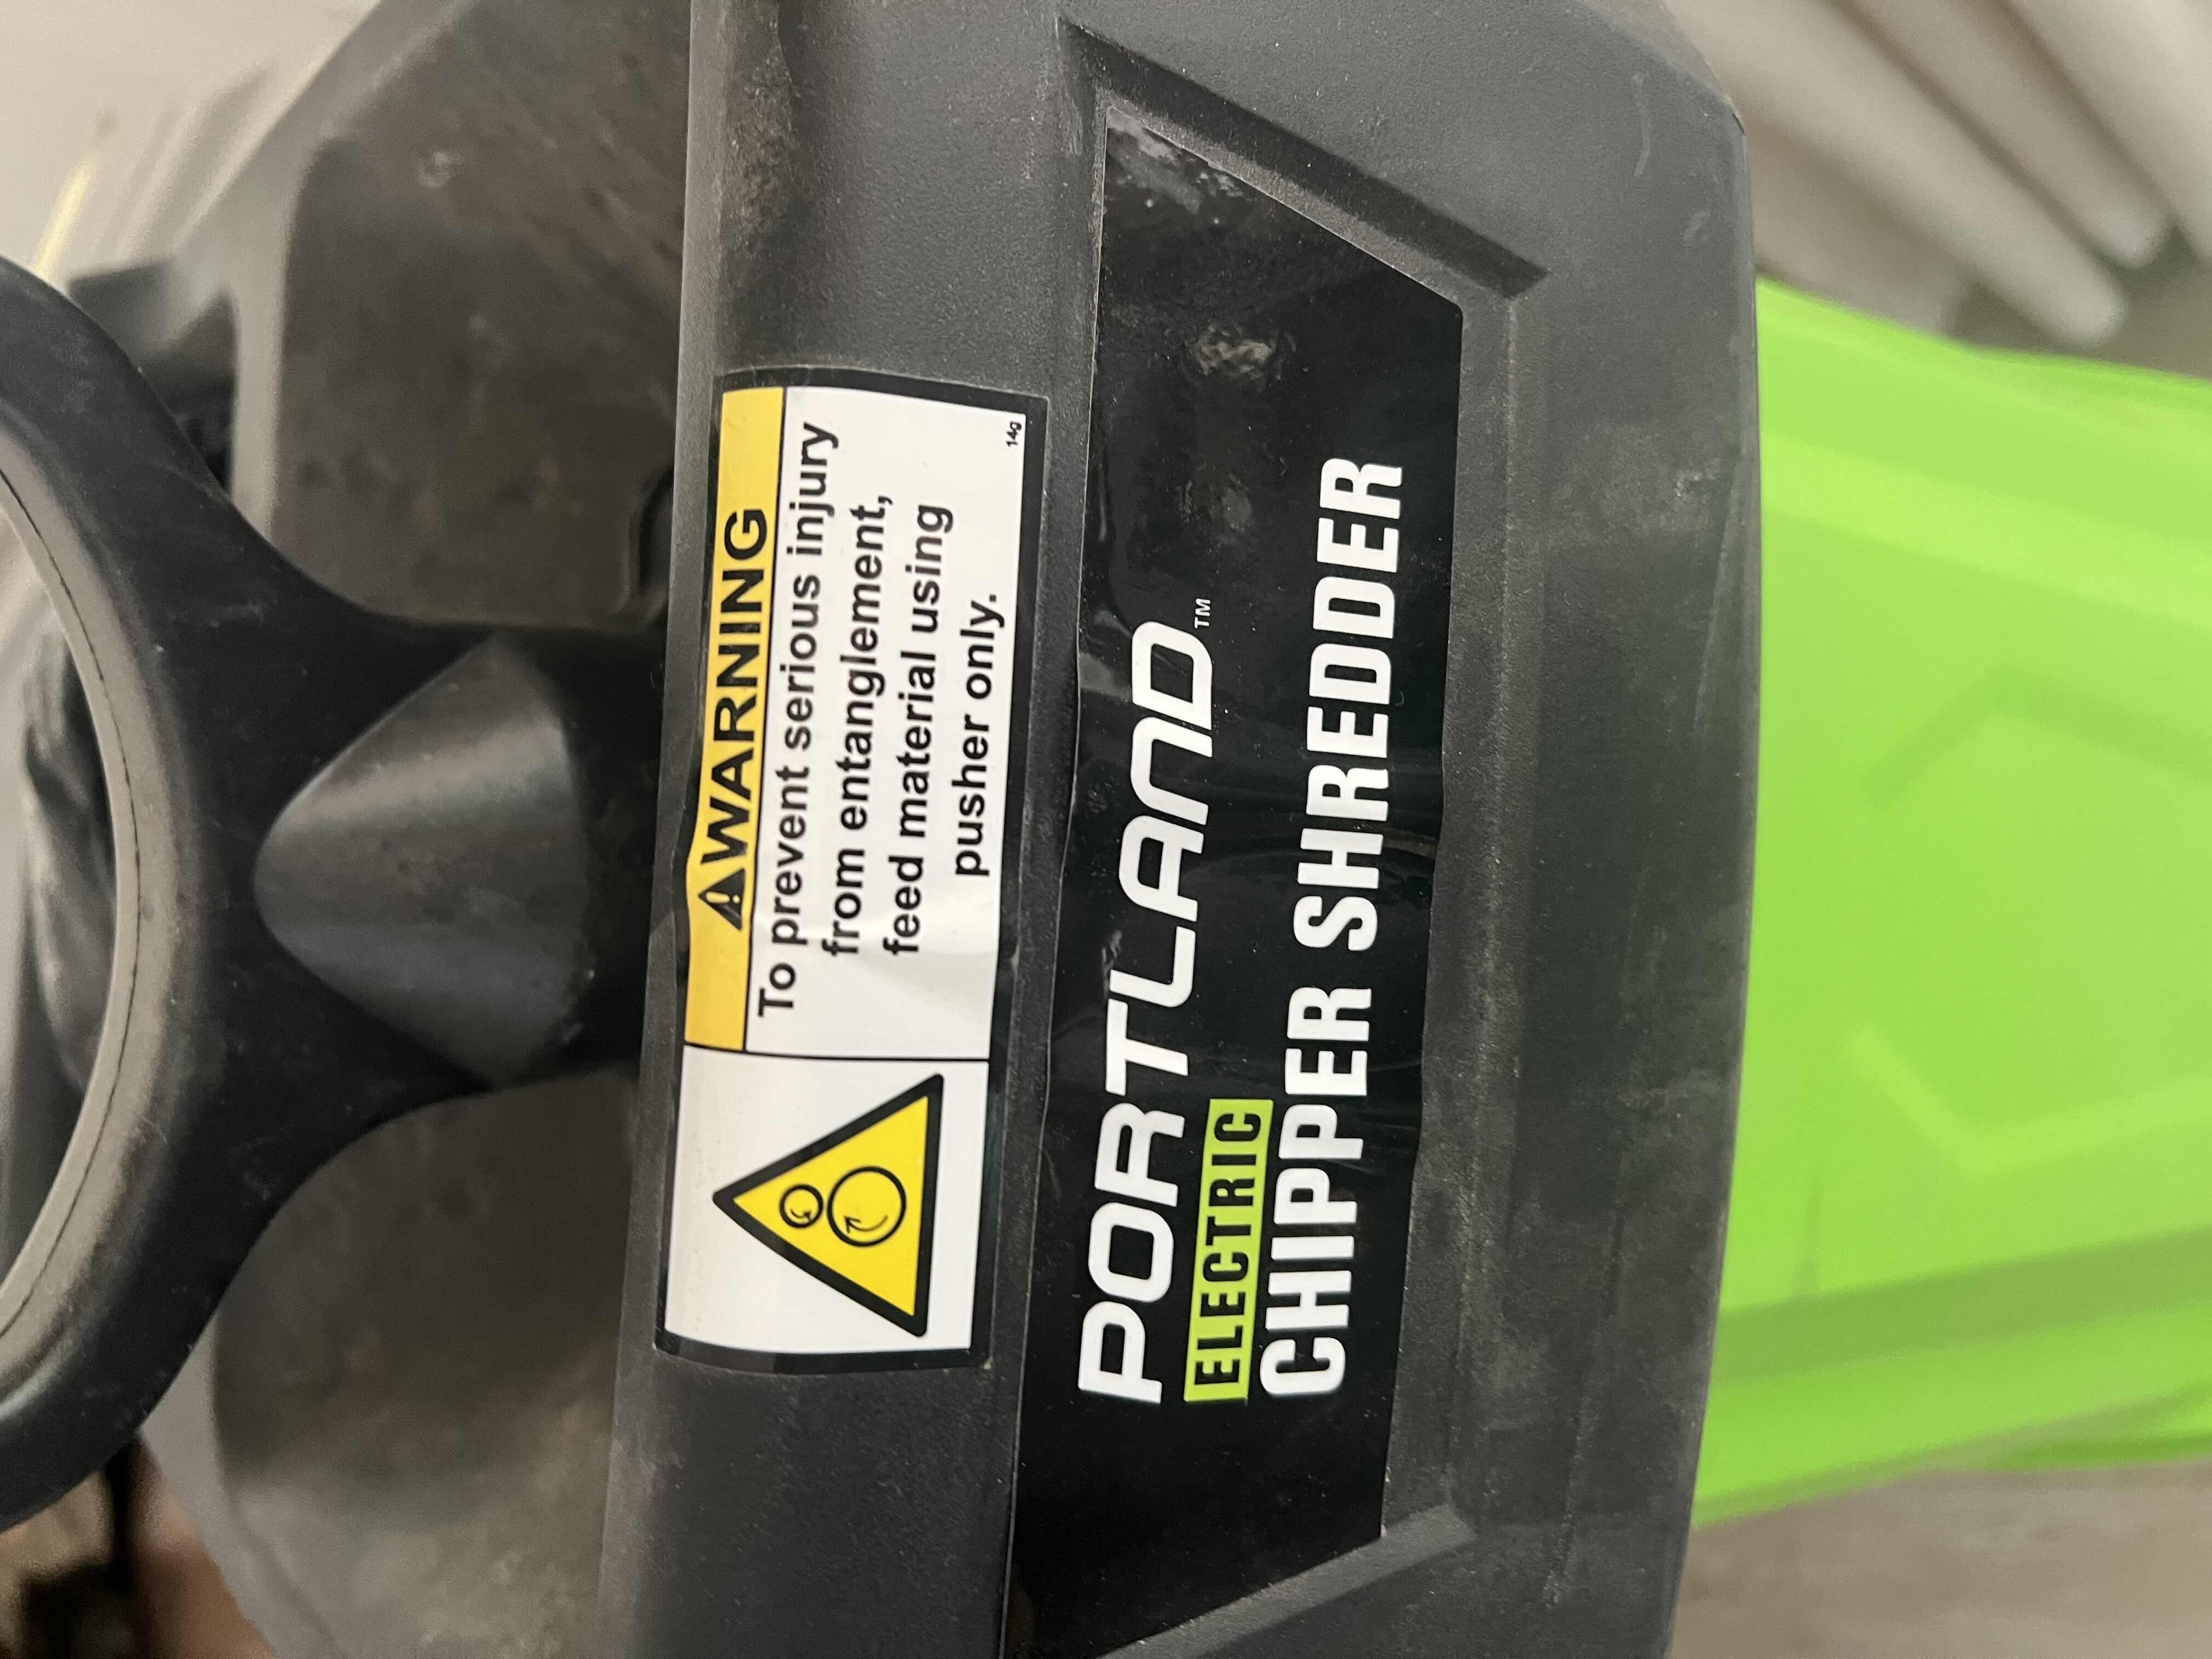 ⚠WARNING
To prevent serious injury
from entanglement,
feed material using
pusher only.
14g
PORTLAND™
ELECTRIC
CHIPPER SHREDDER